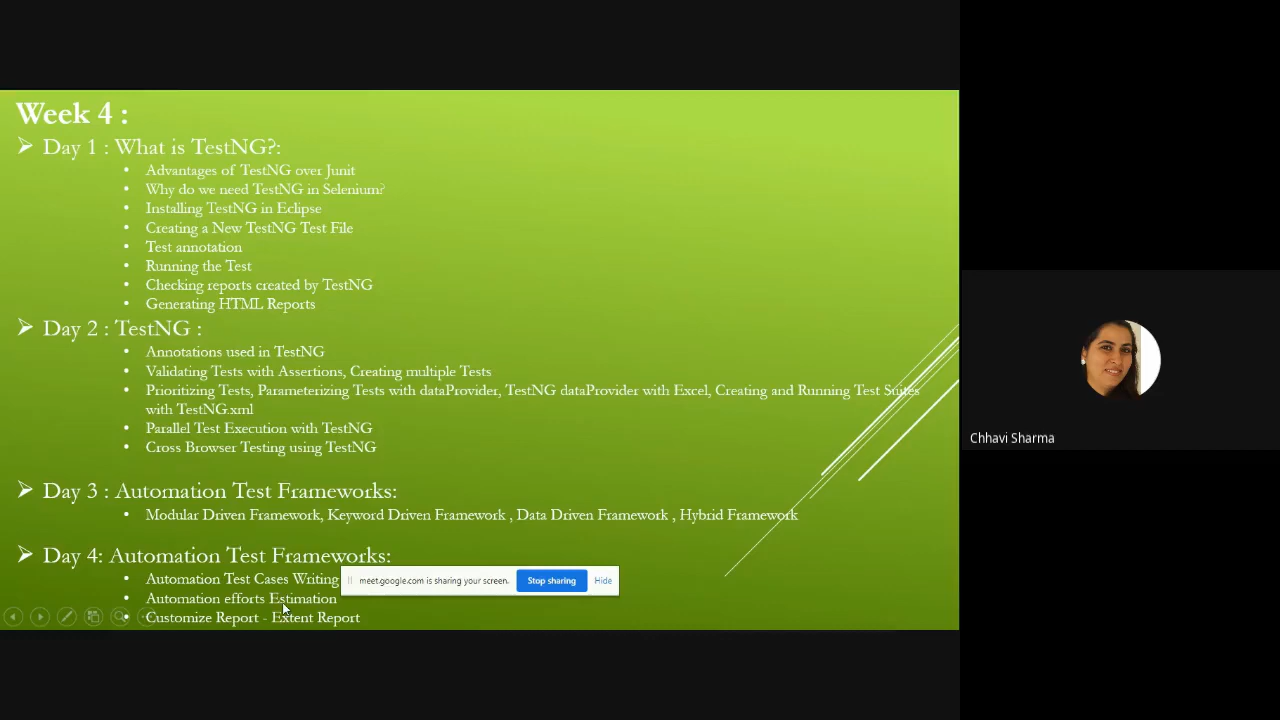 Week 4 :
Day 1 : What is TestNG?:
Advantages of TestNG over Junit
Why do we need TestNG in Selenium?
Installing TestNG in Eclipse
Creating a New TestNG Test File
Test annotation
Running the Test
Checking reports created by TestNG
Generating HTML Reports
Day 2 : TestNG :
Annotations used in TestNG
Validating Tests with Assertions, Creating multiple Tests
Prioritizing Tests, Parameterizing Tests with dataProvider, TestNG dataProvider with Excel, Creating and Running Test Suites
with TestNG.xml
Parallel Test Execution with TestNG
Cross Browser Testing using TestNG
Day 3 : Automation Test Frameworks:
Modular Driven Framework, Keyword Driven Framework , Data Driven Framework , Hybrid Framework
Day 4: Automation Test Frameworks:
Automation Test Cases Writing
Automation efforts Estimation
Customize Report - Extent Report
meet.google.com is sharing your screen.
Stop sharing
Hide
Chhavi Sharma